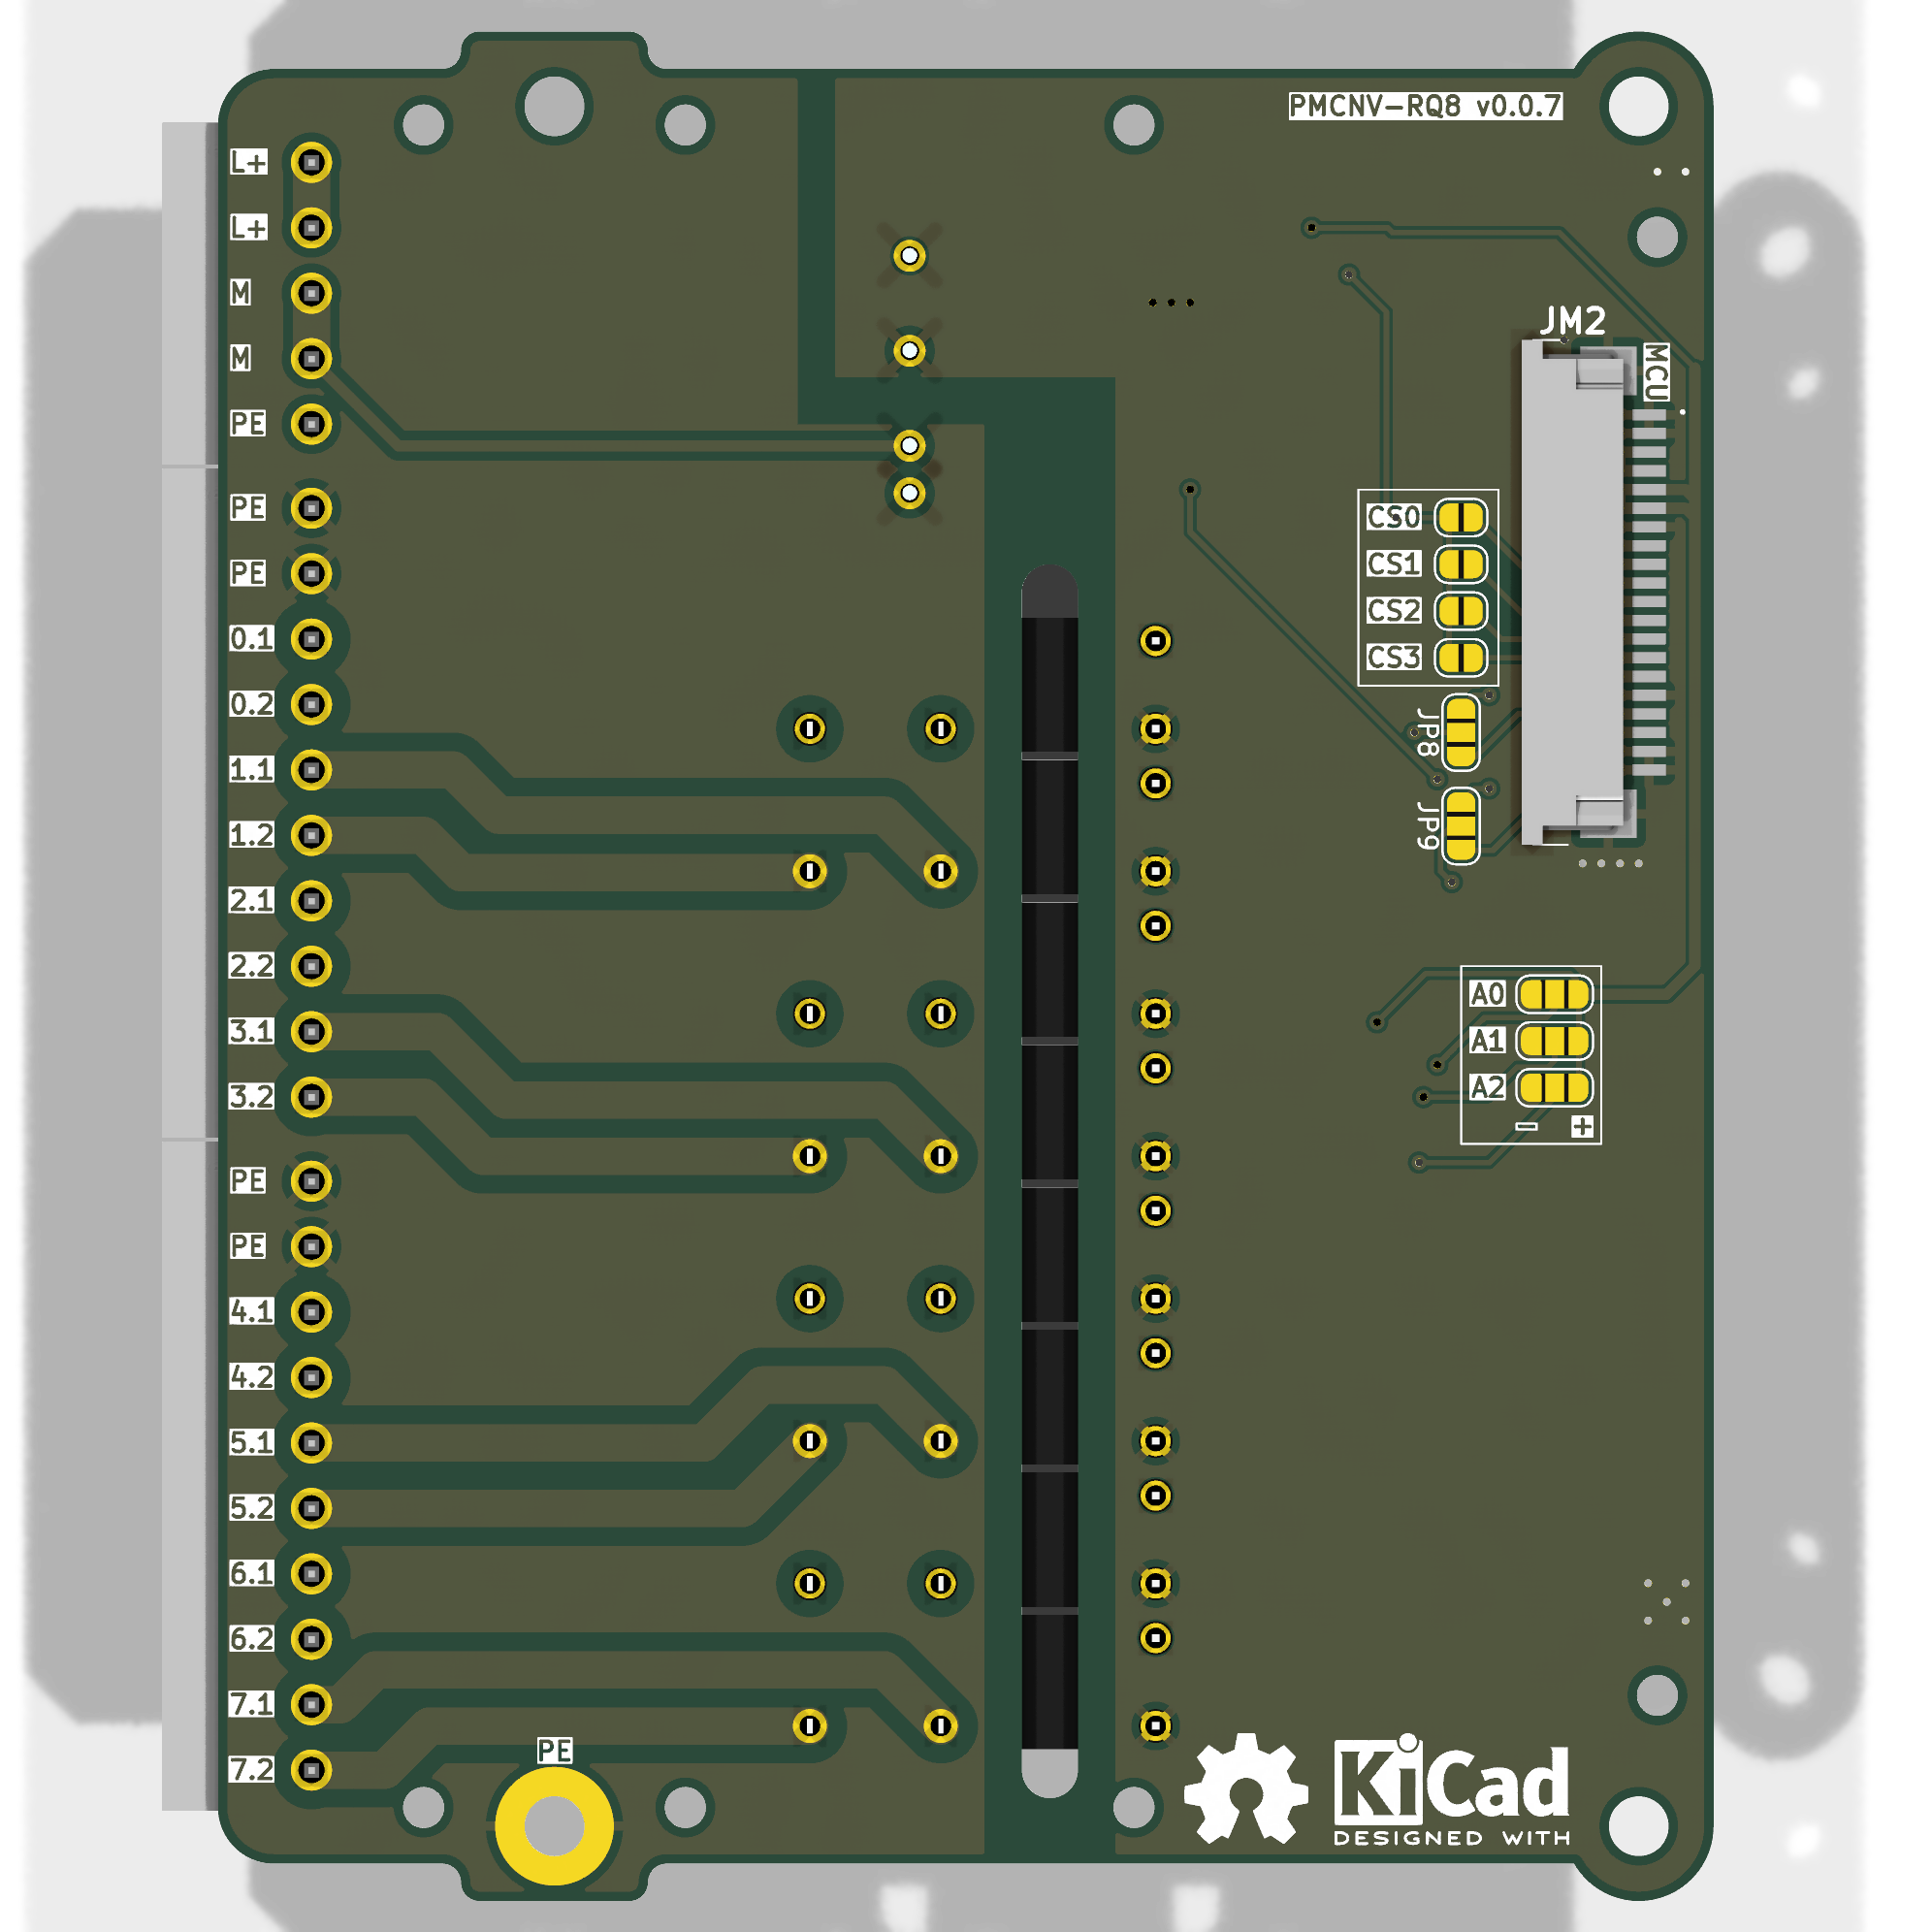 PMCNV-RQ8 v0.0.7
L+
L+
M
M
PE
PE
PE
0.1
0.2
1.1
1.2
2.1
2.2
3.1
3.2
PE
PE
4.1
4.2
5.1
5.2
6.1
6.2
7.1
7.2
PE
JM2
MCU
CS0
CS1
CS2
CS3
JP8
JP9
A0
A1
A2
- +
KiCad
DESIGNED WITH